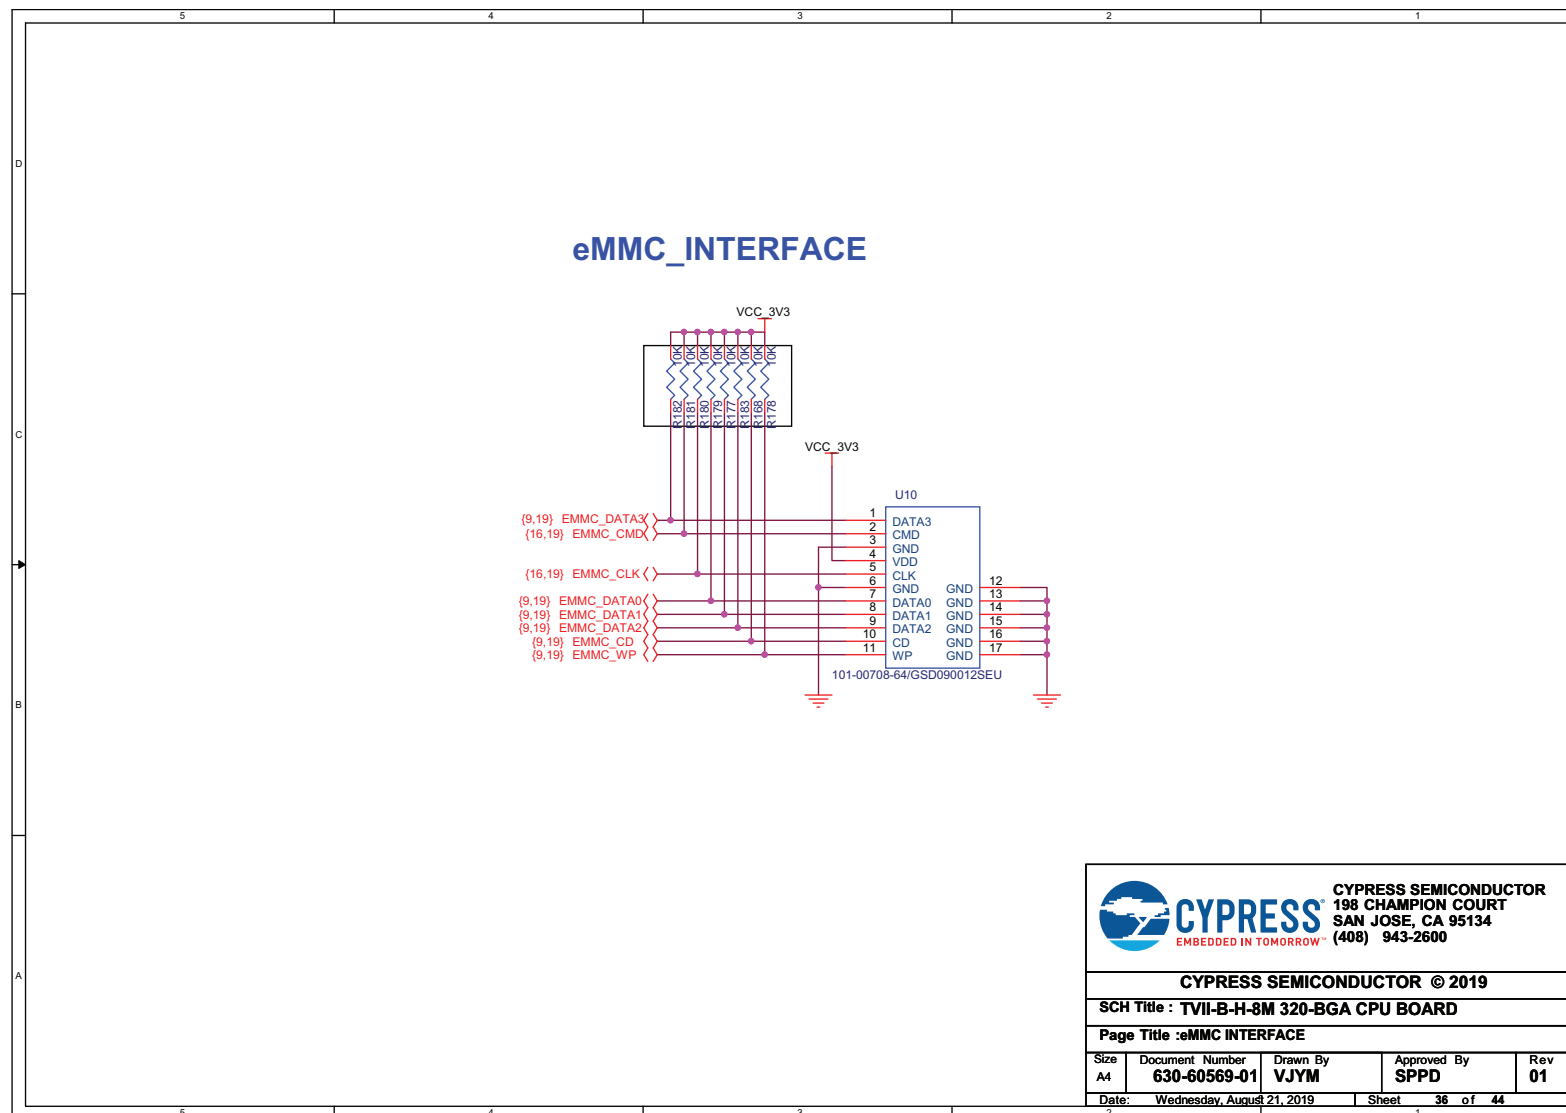 5 4 3 2 1
D
C
B
A
eMMC_INTERFACE
VCC_3V3
10K 10K 10K 10K 10K 10K 10K 10K
R182 R181 R180 R179 R177 R183 R168 R178
VCC_3V3
U10
{9,19} EMMC_DATA3 1 DATA3
{16,19} EMMC_CMD 2 CMD
3 GND
4 VDD
{16,19} EMMC_CLK 5 CLK
6 GND GND 12
{9,19} EMMC_DATA0 7 DATA0 GND 13
{9,19} EMMC_DATA1 8 DATA1 GND 14
{9,19} EMMC_DATA2 9 DATA2 GND 15
{9,19} EMMC_CD 10 CD GND 16
{9,19} EMMC_WP 11 WP GND 17
101-00708-64/GSD090012SEU
CYPRESS
EMBEDDED IN TOMORROW™
CYPRESS SEMICONDUCTOR
198 CHAMPION COURT
SAN JOSE, CA 95134
(408) 943-2600
CYPRESS SEMICONDUCTOR © 2019
SCH Title : TVII-B-H-8M 320-BGA CPU BOARD
Page Title :eMMC INTERFACE
Size Document Number Drawn By Approved By Rev
A4 630-60569-01 VJYM SPPD 01
Date: Wednesday, August 21, 2019 Sheet 36 of 44
5 4 3 2 1